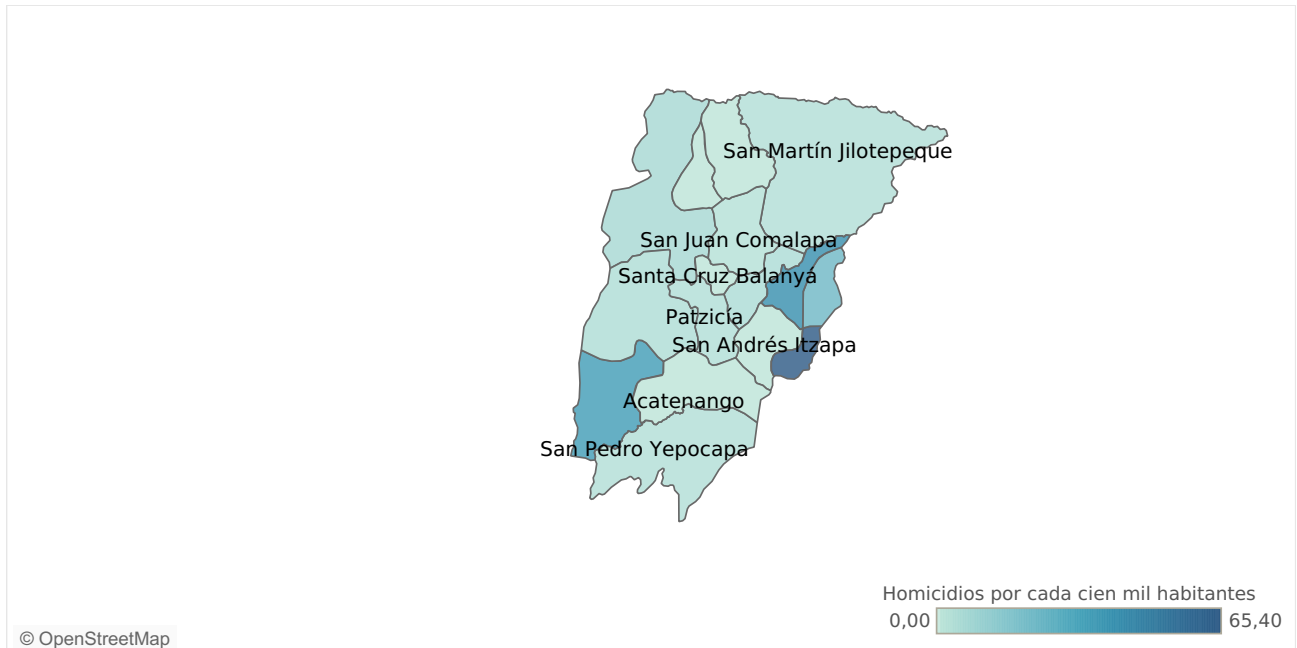 San Martín Jilotepeque
San Juan Comalapa
Santa Cruz Balanyá
Patzicía
San Andrés Itzapa
Acatenango
San Pedro Yepocapa
Homicidios por cada cien mil habitantes
0,00
65,40
© OpenStreetMap